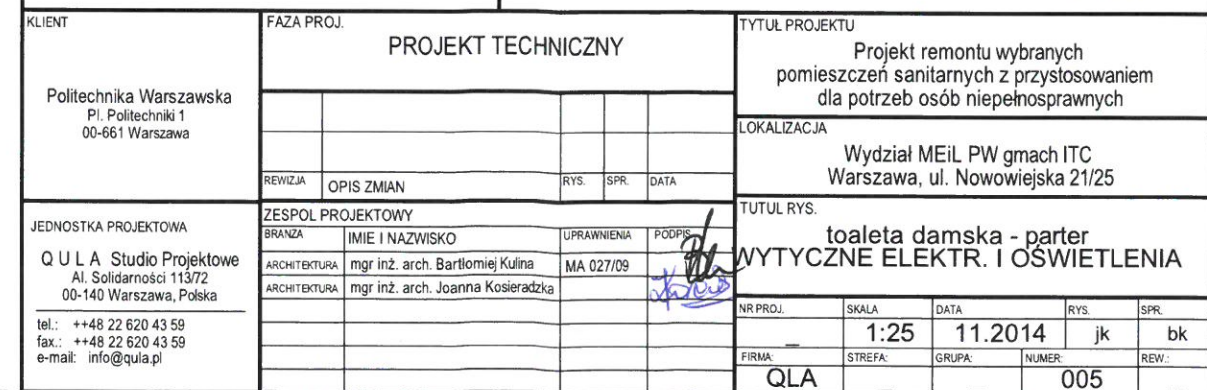 KLIENT
Politechnika Warszawska
Pl. Politechniki 1
00-661 Warszawa
JEDNOSTKA PROJEKTOWA
Q U L A Studio Projektowe
Al. Solidarności 113/72
00-140 Warszawa, Polska
tel.: ++48 22 620 43 59
fax.: ++48 22 620 43 59
e-mail: info@qula.pl
FAZA PROJ.
PROJEKT TECHNICZNY
REWIZJA OPIS ZMIAN RYS. SPR. DATA
ZESPOL PROJEKTOWY
BRANZA IMIE I NAZWISKO UPRAWNIENIA PODPIS
ARCHITEKTURA mgr inż. arch. Bartłomiej Kulina MA 027/09
ARCHITEKTURA mgr inż. arch. Joanna Kosieradzka
TYTUŁ PROJEKTU
Projekt remontu wybranych
pomieszczeń sanitarnych z przystosowaniem
dla potrzeb osób niepełnosprawnych
LOKALIZACJA
Wydział MEiL PW gmach ITC
Warszawa, ul. Nowowiejska 21/25
TUTUL RYS.
toaleta damska - parter
WYTYCZNE ELEKTR. I OŚWIETLENIA
NR PROJ. SKALA DATA RYS. SPR.
_ 1:25 11.2014 jk bk
FIRMA: STREFA: GRUPA: NUMER: REW.:
QLA _ _ 005 _